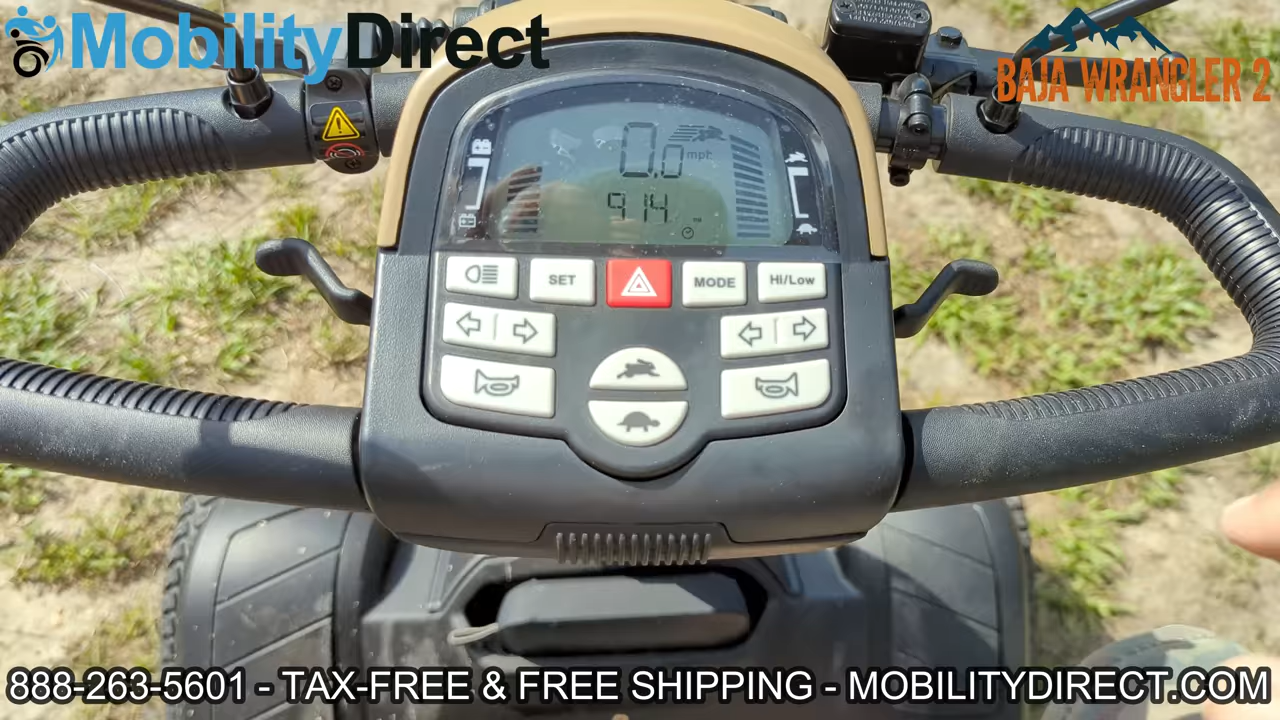 MobilityDirect
BAJA WRANGLER 2
0.0 mph
914
SET
MODE
Hi/Low
888-263-5601 - TAX-FREE & FREE SHIPPING - MOBILITYDIRECT.COM